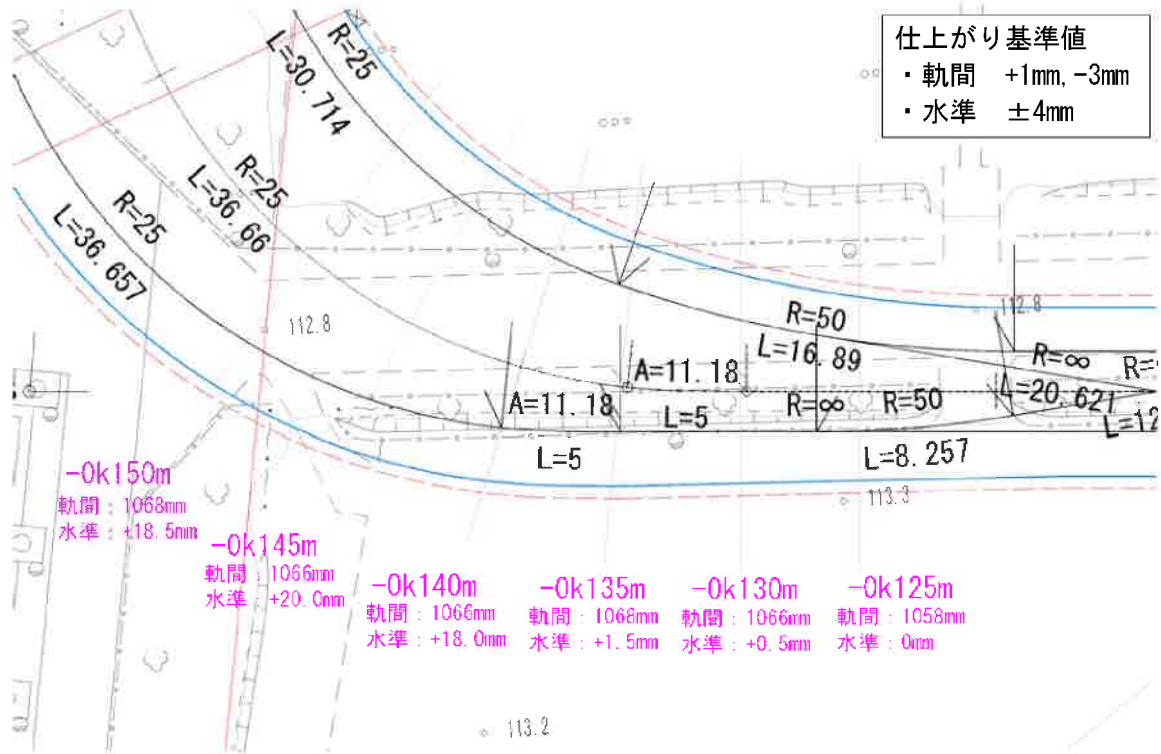 仕上がり基準値
・軌間 +1mm, -3mm
・水準 ±4mm
R=25
L=30.714
R=25
L=36.66
R=25
L=36.657
112.8
112.8
R=50
L=16.89
R=∞
A=11.18
A=11.18
L=5
R=∞
R=50
L=20.621
L=12
L=5
L=8.257
113.3
-0k150m
軌間：1068mm
水準：+18.5mm
-0k145m
軌間：1066mm
水準：+20.0mm
-0k140m
軌間：1066mm
水準：+18.0mm
-0k135m
軌間：1068mm
水準：+1.5mm
-0k130m
軌間：1066mm
水準：+0.5mm
-0k125m
軌間：1058mm
水準：0mm
113.2